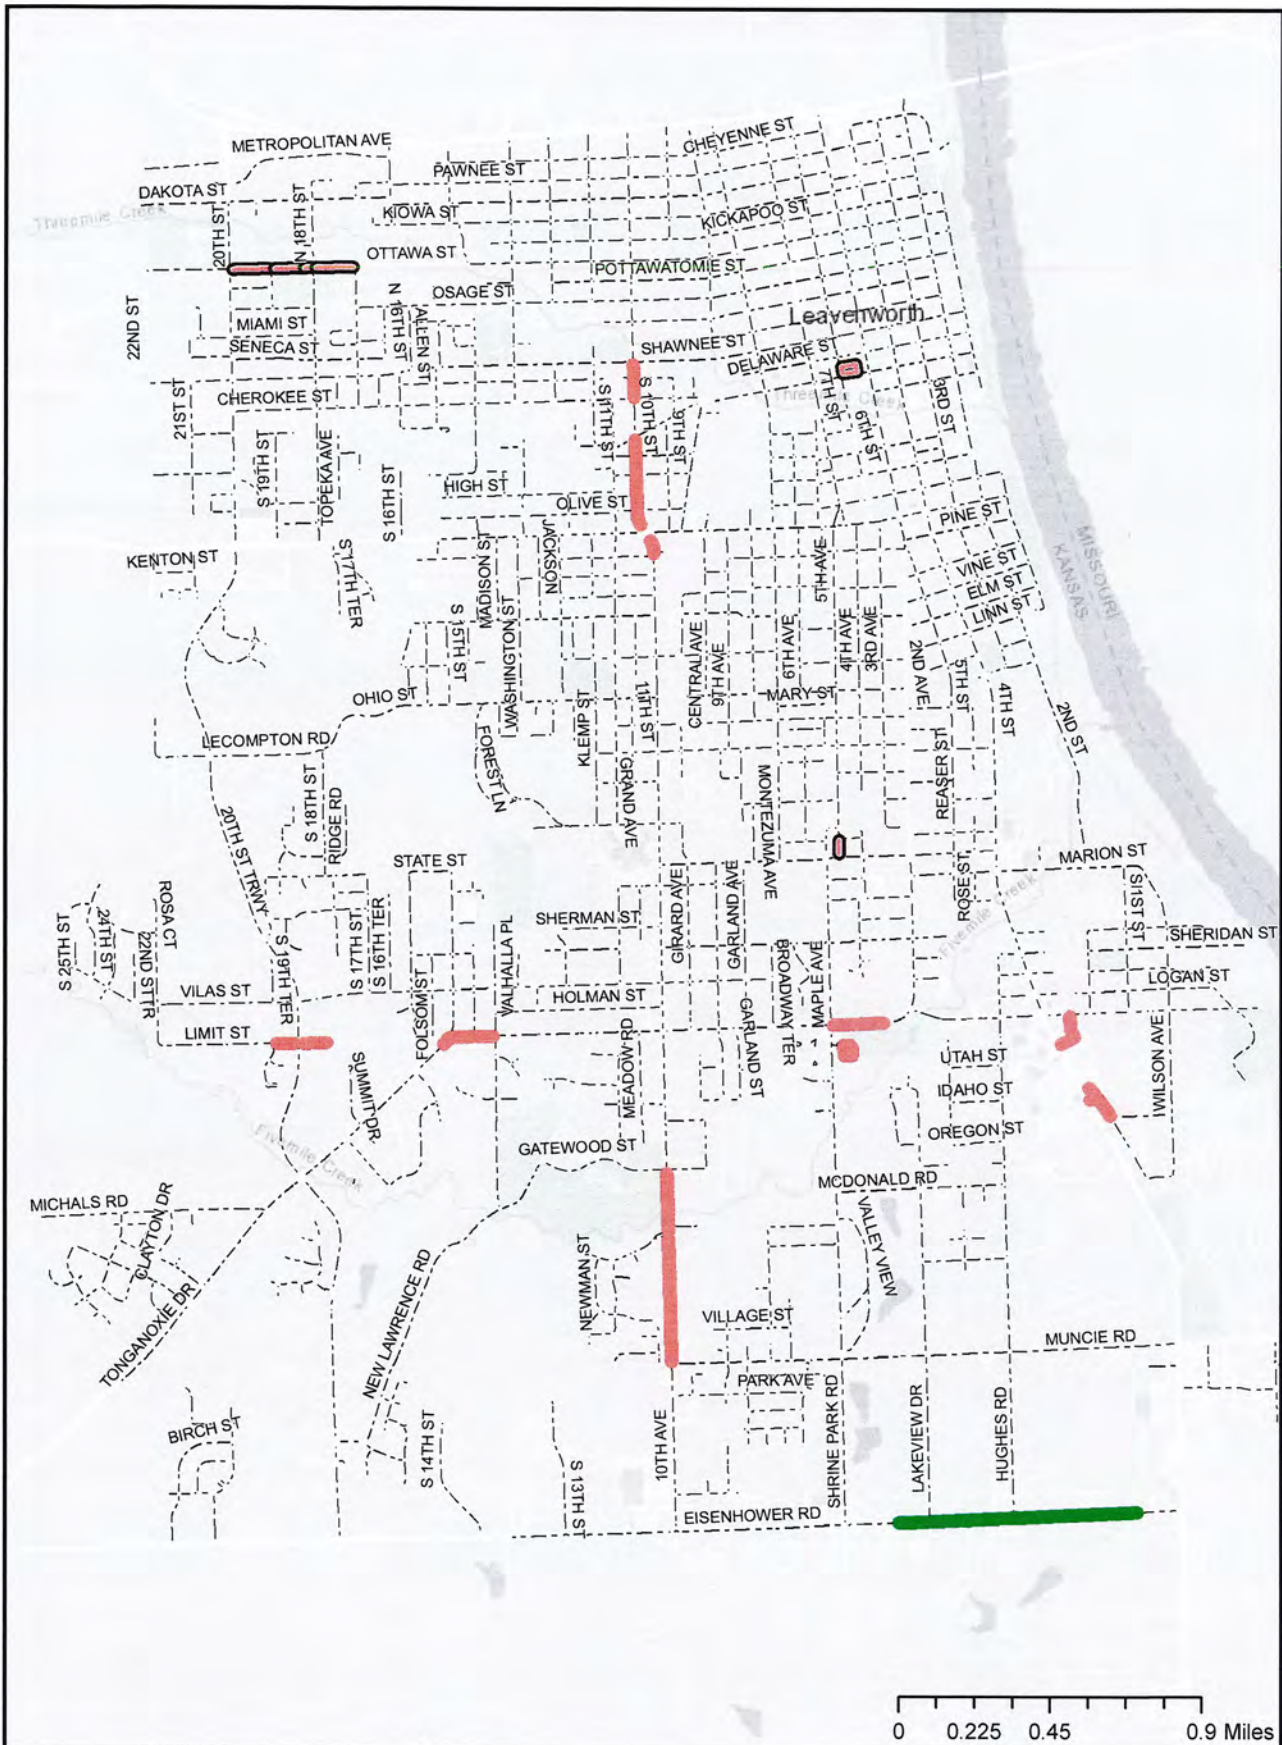 CHEYENNE ST
METROPOLITAN AVE
PAWNEE ST
DAKOTA ST
N 18TH ST
KIOWA ST
KICKAPOO ST
Threemile Creek
20TH ST
OTTAWA ST
POTTAWATOMIE ST
OSAGE ST
22ND ST
MIAMI ST
N 16TH ST
ALLEN ST
Leavenworth
SENECA ST
SHAWNEE ST
DELAWARE ST
CHEROKEE ST
21ST ST
S 11TH ST
S 10TH ST
9TH ST
7TH ST
Threemile Creek
6TH ST
3RD ST
S 19TH ST
TOPEKA AVE
S 16TH ST
HIGH ST
OLIVE ST
PINE ST
KENTON ST
S 17TH TER
MADISON ST
JACKSON
5TH AVE
VINE ST
ELM ST
LINN ST
MISSOURI
KANSAS
S 15TH ST
WASHINGTON ST
CENTRAL AVE
9TH AVE
6TH AVE
4TH AVE
3RD AVE
2ND AVE
5TH ST
4TH ST
OHIO ST
KLEMP ST
11TH ST
MARY ST
2ND ST
LECOMPTON RD
FOREST LN
S 18TH ST
RIDGE RD
GRAND AVE
MONTEZUMA AVE
REASER ST
20TH ST TRWY
STATE ST
MARION ST
ROSA CT
S 25TH ST
24TH ST
22ND ST TR
S 19TH TER
S 17TH ST
S 16TH TER
SHERMAN ST
GIRARD AVE
GARLAND AVE
ROSE ST
Fivemile Creek
S 1ST ST
SHERIDAN ST
FOLSOM ST
VALHALLA PL
BROADWAY TER
MAPLE AVE
LOGAN ST
VILAS ST
HOLMAN ST
LIMIT ST
SUMMIT DR
MEADOW RD
GARLAND ST
UTAH ST
WILSON AVE
IDAHO ST
OREGON ST
Fivemile Creek
GATEWOOD ST
MCDONALD RD
MICHALS RD
CLAYTON DR
VALLEY VIEW
NEWMAN ST
TONGANOXIE DR
NEW LAWRENCE RD
VILLAGE ST
MUNCIE RD
PARK AVE
BIRCH ST
S 14TH ST
S 13TH ST
10TH AVE
SHRINE PARK RD
LAKEVIEW DR
HUGHES RD
EISENHOWER RD
0 0.225 0.45 0.9 Miles